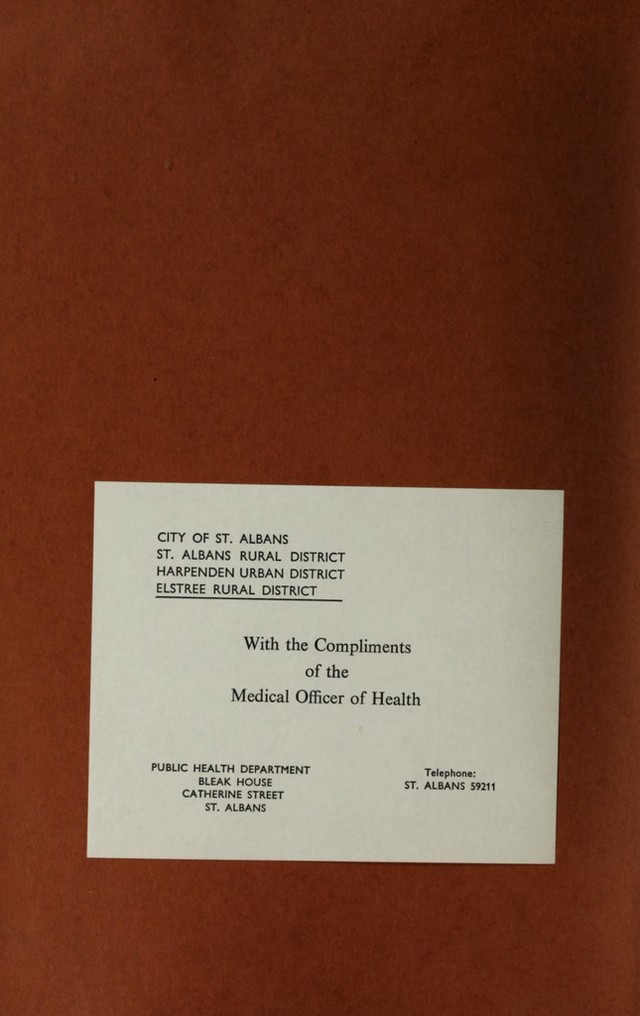 CITY OF ST. ALBANS
ST. ALBANS RURAL DISTRICT
HARPENDEN URBAN DISTRICT
ELSTREE RURAL DISTRICT
With the Compliments
of the
Medical Officer of Health
PUBLIC HEALTH DEPARTMENT
BLEAK HOUSE
CATHERINE STREET
ST. ALBANS
Telephone:
ST. ALBANS 59211